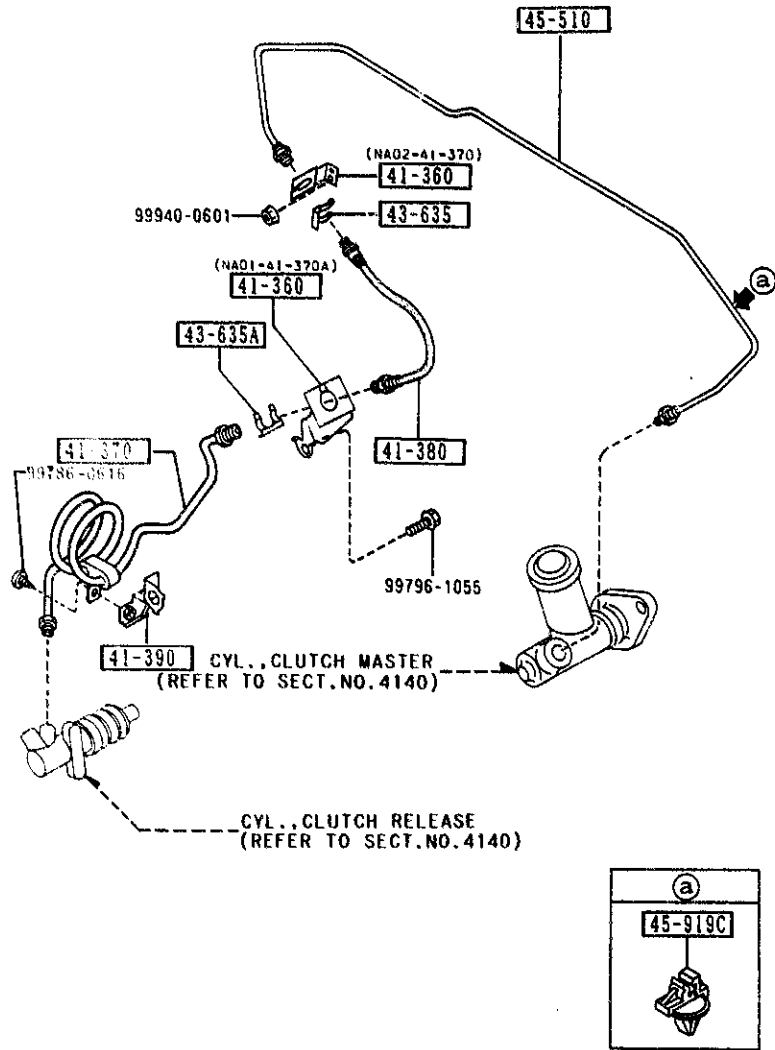 45-510
(NA02-41-370)
41-360
99940-0601
43-635
(NA01-41-370A)
41-360
a
43-635A
41-370
41-380
99786-0616
99796-1055
41-390
CYL.,CLUTCH MASTER
(REFER TO SECT.NO.4140)
CYL.,CLUTCH RELEASE
(REFER TO SECT.NO.4140)
a
45-919C